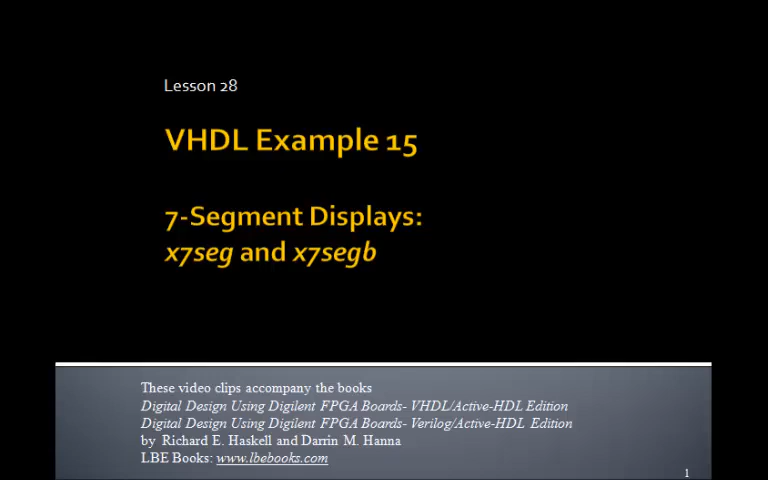 Lesson 28
VHDL Example 15
7-Segment Displays:
x7seg and x7segb
These video clips accompany the books
Digital Design Using Digilent FPGA Boards- VHDL/Active-HDL Edition
Digital Design Using Digilent FPGA Boards- Verilog/Active-HDL Edition
by Richard E. Haskell and Darrin M. Hanna
LBE Books: www.lbebooks.com
1